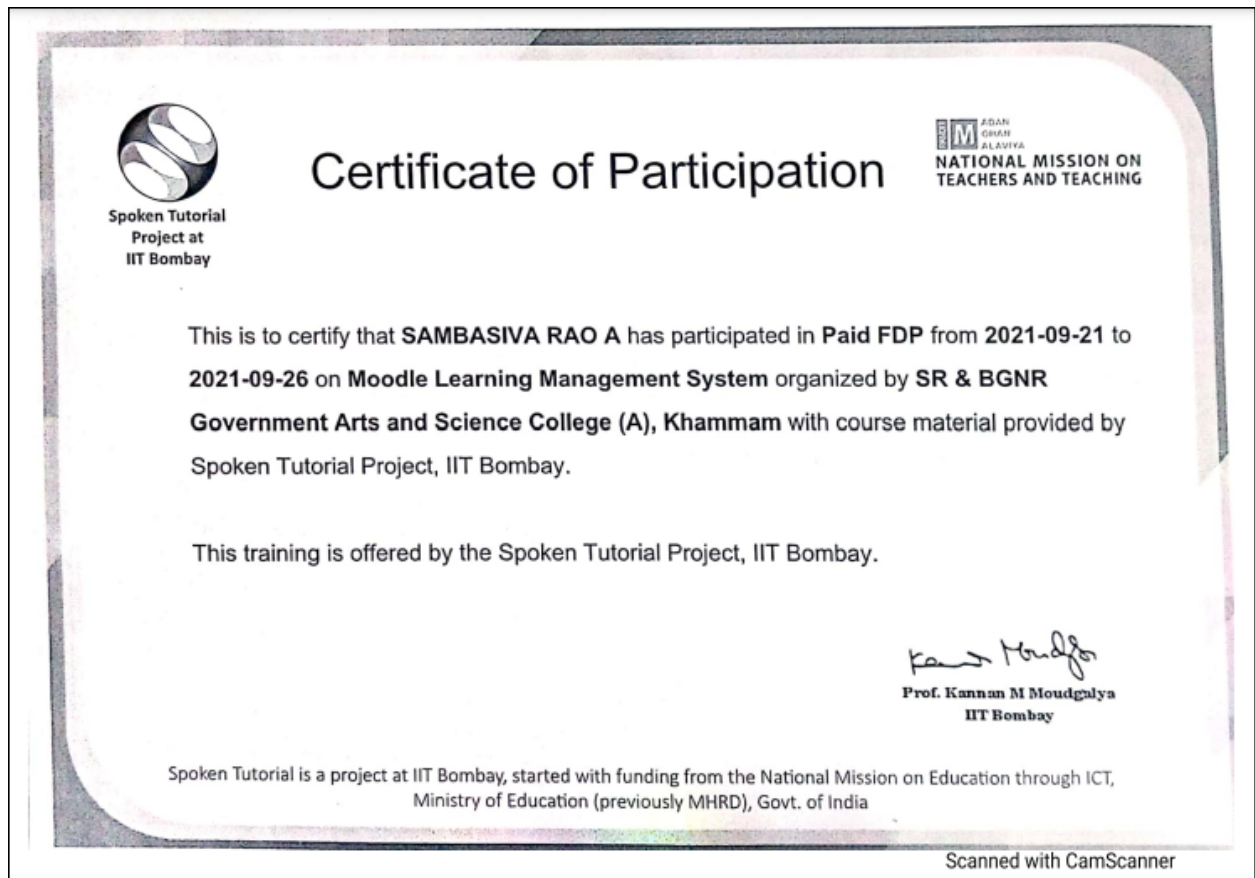 Certificate of Participation
Spoken Tutorial
Project at
IIT Bombay
M
ADAN
OHAN
ALAVIYA
NATIONAL MISSION ON
TEACHERS AND TEACHING
This is to certify that SAMBASIVA RAO A has participated in Paid FDP from 2021-09-21 to
2021-09-26 on Moodle Learning Management System organized by SR & BGNR
Government Arts and Science College (A), Khammam with course material provided by
Spoken Tutorial Project, IIT Bombay.
This training is offered by the Spoken Tutorial Project, IIT Bombay.
Prof. Kannan M Moudgalya
IIT Bombay
Spoken Tutorial is a project at IIT Bombay, started with funding from the National Mission on Education through ICT,
Ministry of Education (previously MHRD), Govt. of India
Scanned with CamScanner